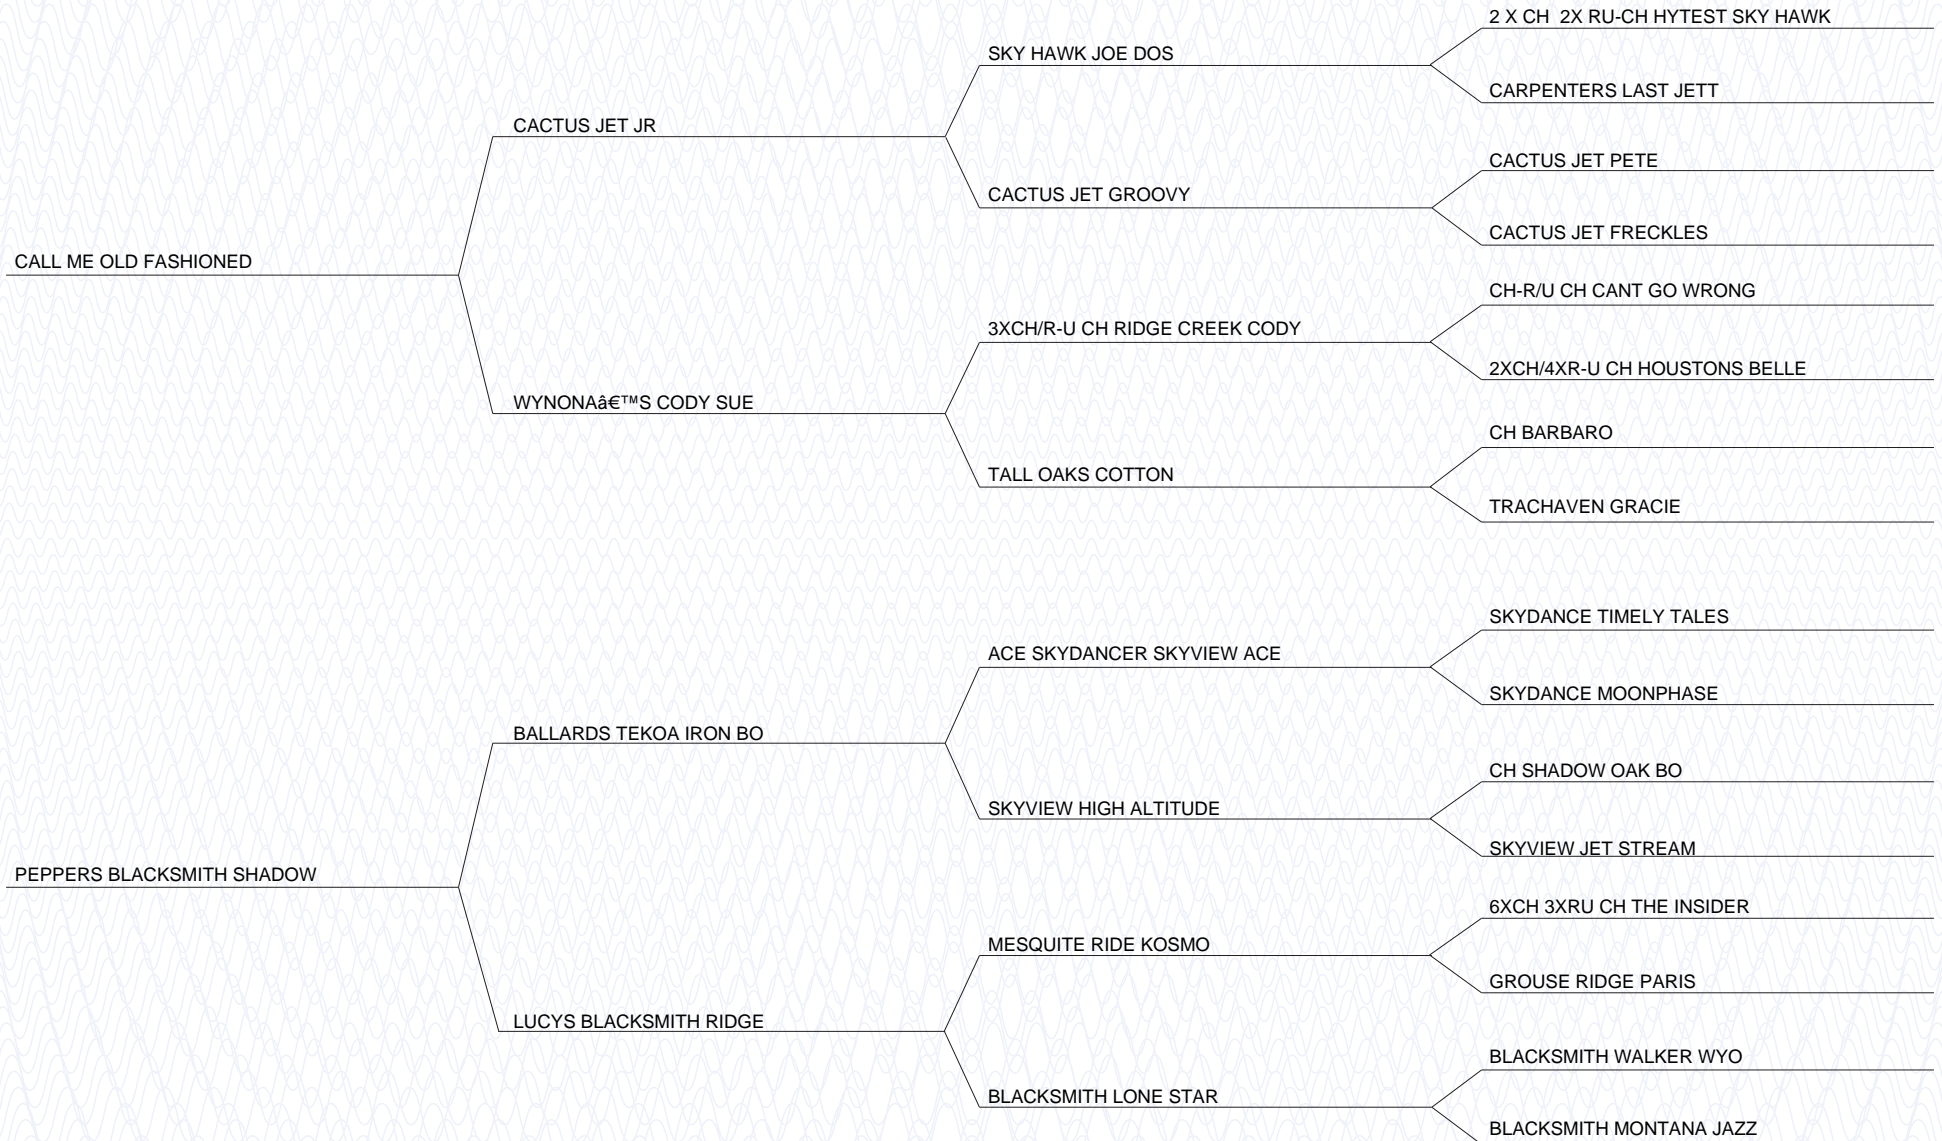 2 X CH  2X RU-CH HYTEST SKY HAWK
SKY HAWK JOE DOS
CARPENTERS LAST JETT
CACTUS JET JR
CACTUS JET PETE
CACTUS JET GROOVY
CACTUS JET FRECKLES
CALL ME OLD FASHIONED
CH-R/U CH CANT GO WRONG
3XCH/R-U CH RIDGE CREEK CODY
2XCH/4XR-U CH HOUSTONS BELLE
WYNONAâ€™S CODY SUE
CH BARBARO
TALL OAKS COTTON
TRACHAVEN GRACIE
SKYDANCE TIMELY TALES
ACE SKYDANCER SKYVIEW ACE
SKYDANCE MOONPHASE
BALLARDS TEKOA IRON BO
CH SHADOW OAK BO
SKYVIEW HIGH ALTITUDE
SKYVIEW JET STREAM
PEPPERS BLACKSMITH SHADOW
6XCH 3XRU CH THE INSIDER
MESQUITE RIDE KOSMO
GROUSE RIDGE PARIS
LUCYS BLACKSMITH RIDGE
BLACKSMITH WALKER WYO
BLACKSMITH LONE STAR
BLACKSMITH MONTANA JAZZ